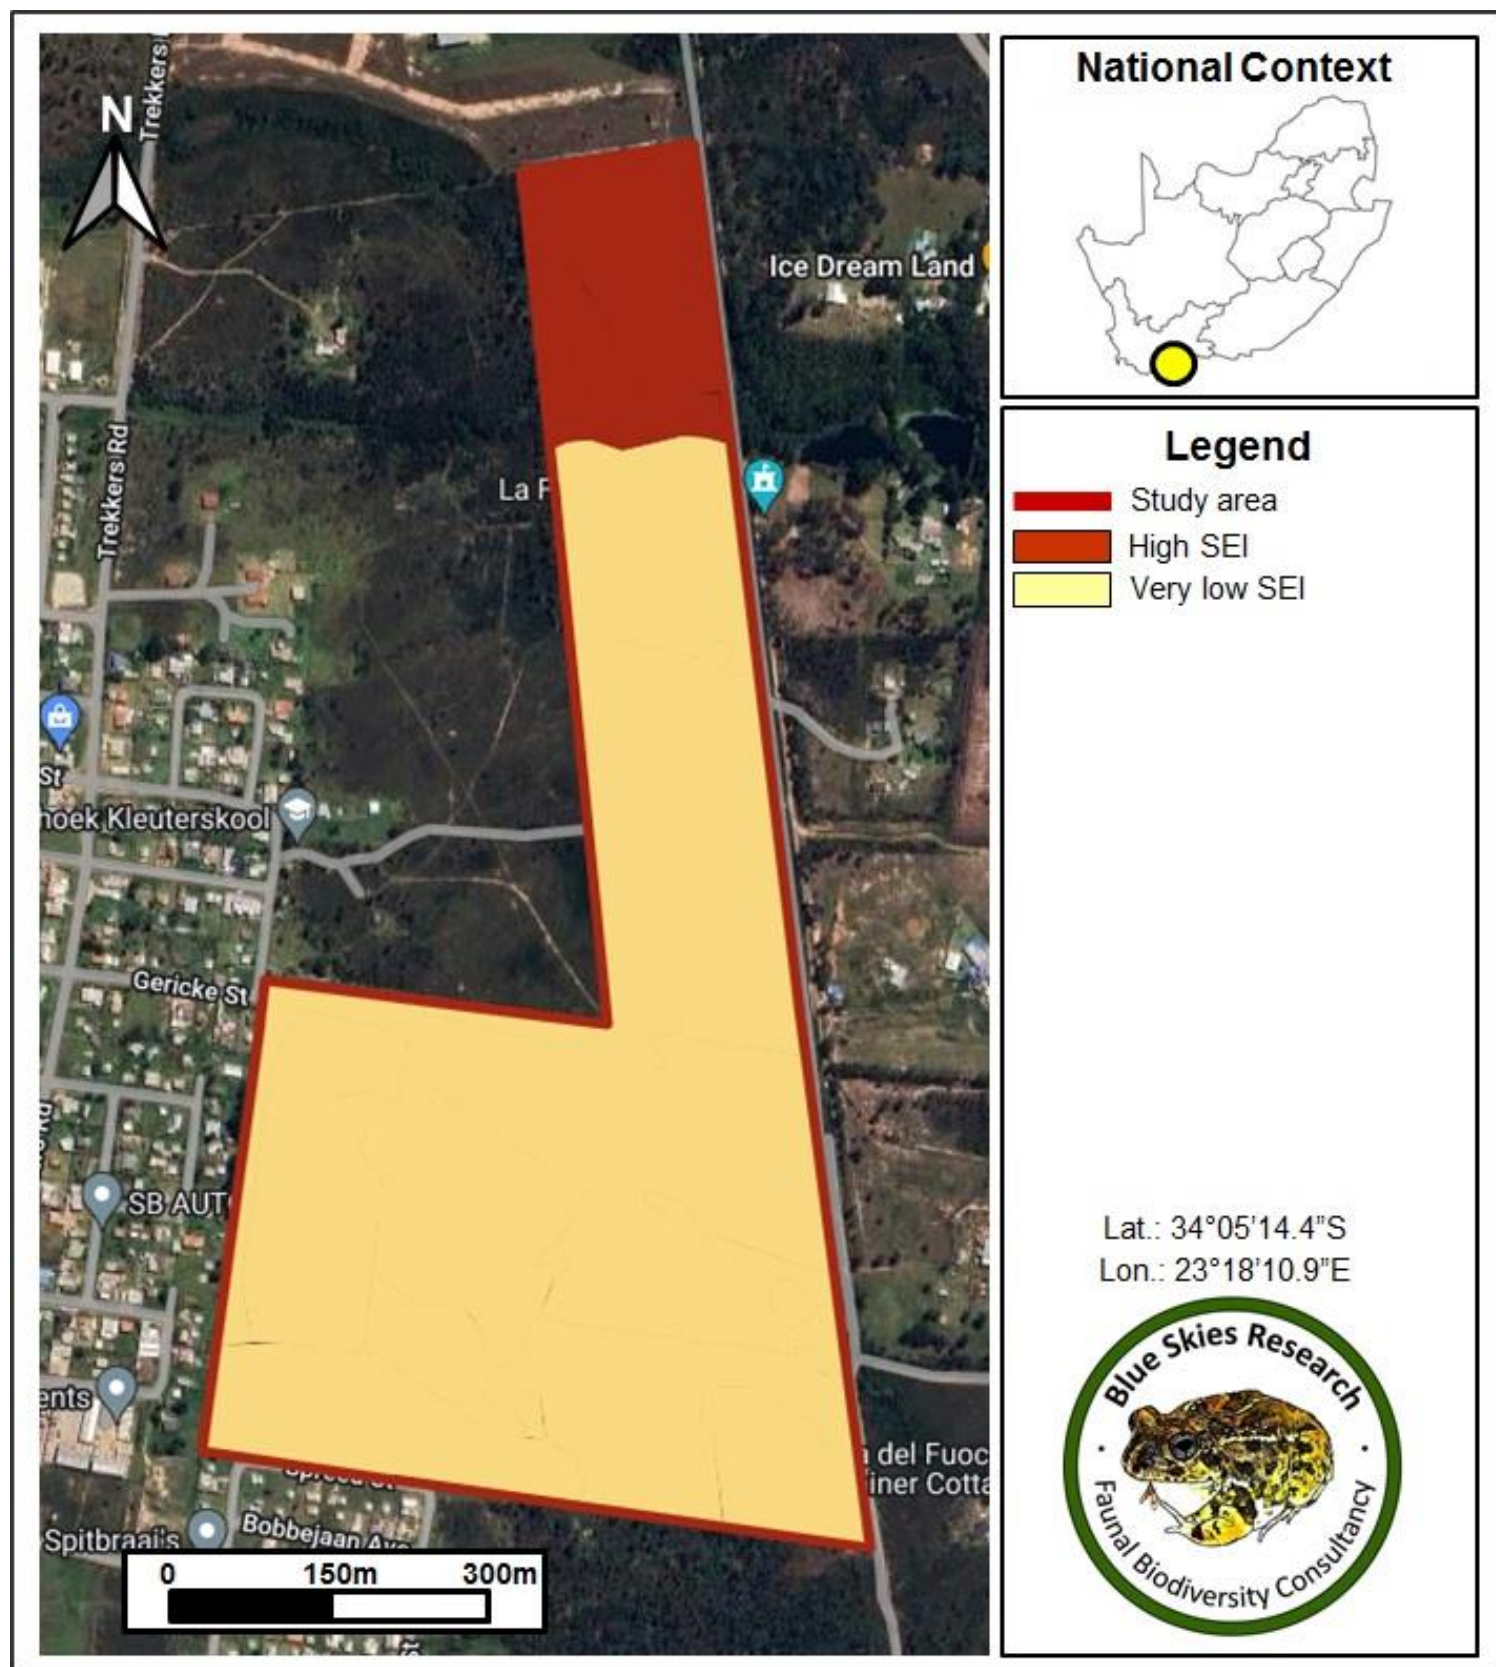 N
Trekkers
Ice Dream Land
Trekkers Rd
La F
St
hoek Kleuterskool
Gericke St
SB AUT
ents
a del Fuoc
iner Cotta
Spreeu St
Bobbejaan Ave
Spitbraai's
0 150m 300m
National Context
Legend
Study area
High SEI
Very low SEI
Lat.: 34°05’14.4”S
Lon.: 23°18’10.9”E
Blue Skies Research
Faunal Biodiversity Consultancy